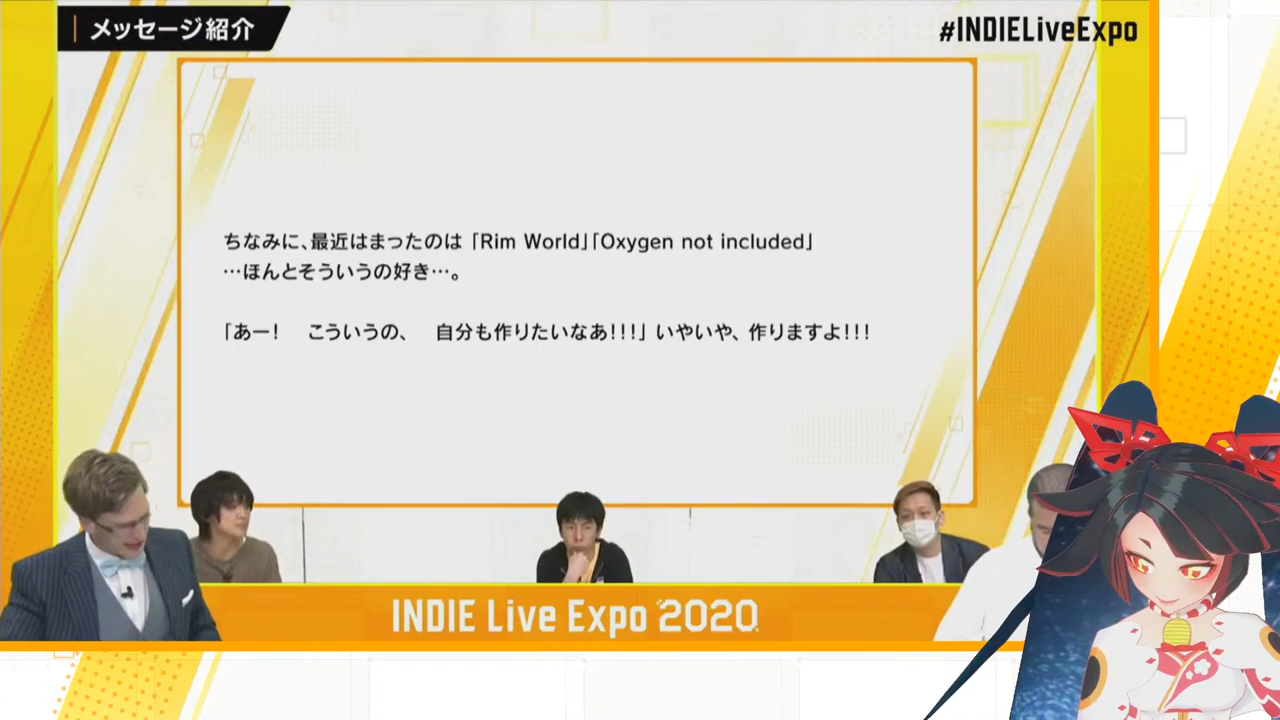 メッセージ紹介
#INDIELiveExpo
ちなみに、最近はまったのは「Rim World」「Oxygen not included」
…ほんとそういうの好き…。
「あー！　こういうの、　自分も作りたいなあ!!!」いやいや、作りますよ!!!
INDIE Live Expo 2020